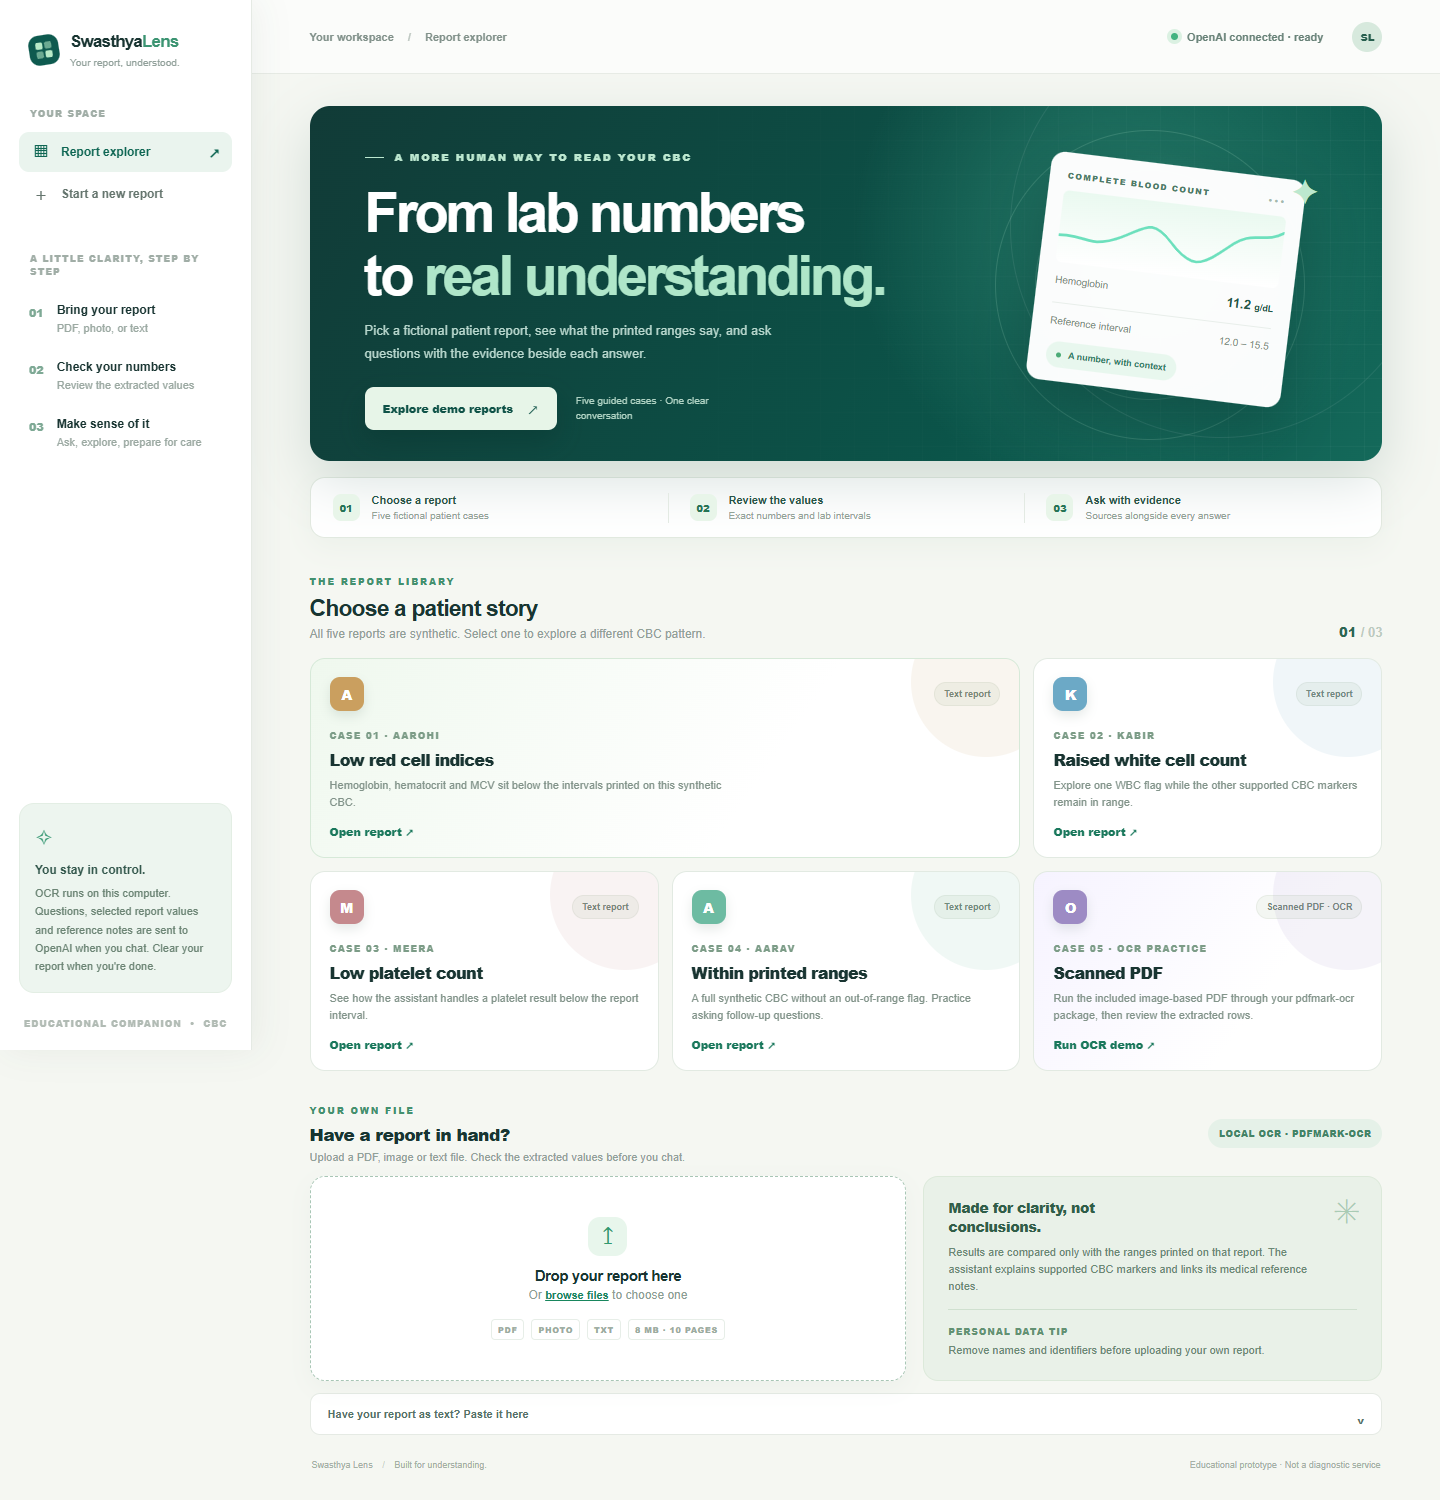 SwasthyaLens
Your report, understood.
YOUR SPACE
Report explorer ↗
+ Start a new report
A LITTLE CLARITY, STEP BY
STEP
01 Bring your report
PDF, photo, or text
02 Check your numbers
Review the extracted values
03 Make sense of it
Ask, explore, prepare for care
You stay in control.
OCR runs on this computer.
Questions, selected report values
and reference notes are sent to
OpenAI when you chat. Clear your
report when you're done.
EDUCATIONAL COMPANION • CBC
Your workspace / Report explorer
OpenAI connected · ready
SL
A MORE HUMAN WAY TO READ YOUR CBC
From lab numbers
to real understanding.
Pick a fictional patient report, see what the printed ranges say, and ask
questions with the evidence beside each answer.
Explore demo reports ↗
Five guided cases · One clear
conversation
COMPLETE BLOOD COUNT
Hemoglobin
11.2 g/dL
Reference interval
12.0 – 15.5
A number, with context
01 Choose a report
Five fictional patient cases
02 Review the values
Exact numbers and lab intervals
03 Ask with evidence
Sources alongside every answer
THE REPORT LIBRARY
Choose a patient story
All five reports are synthetic. Select one to explore a different CBC pattern.
01 / 03
A
Text report
CASE 01 · AAROHI
Low red cell indices
Hemoglobin, hematocrit and MCV sit below the intervals printed on this synthetic
CBC.
Open report ↗
K
Text report
CASE 02 · KABIR
Raised white cell count
Explore one WBC flag while the other supported CBC markers
remain in range.
Open report ↗
M
Text report
CASE 03 · MEERA
Low platelet count
See how the assistant handles a platelet result below the report
interval.
Open report ↗
A
Text report
CASE 04 · AARAV
Within printed ranges
A full synthetic CBC without an out-of-range flag. Practice
asking follow-up questions.
Open report ↗
O
Scanned PDF · OCR
CASE 05 · OCR PRACTICE
Scanned PDF
Run the included image-based PDF through your pdfmark-ocr
package, then review the extracted rows.
Run OCR demo ↗
YOUR OWN FILE
Have a report in hand?
Upload a PDF, image or text file. Check the extracted values before you chat.
LOCAL OCR · PDFMARK-OCR
Drop your report here
Or browse files to choose one
PDF PHOTO TXT 8 MB · 10 PAGES
Made for clarity, not
conclusions.
Results are compared only with the ranges printed on that report. The
assistant explains supported CBC markers and links its medical reference
notes.
PERSONAL DATA TIP
Remove names and identifiers before uploading your own report.
Have your report as text? Paste it here
v
Swasthya Lens / Built for understanding.
Educational prototype · Not a diagnostic service